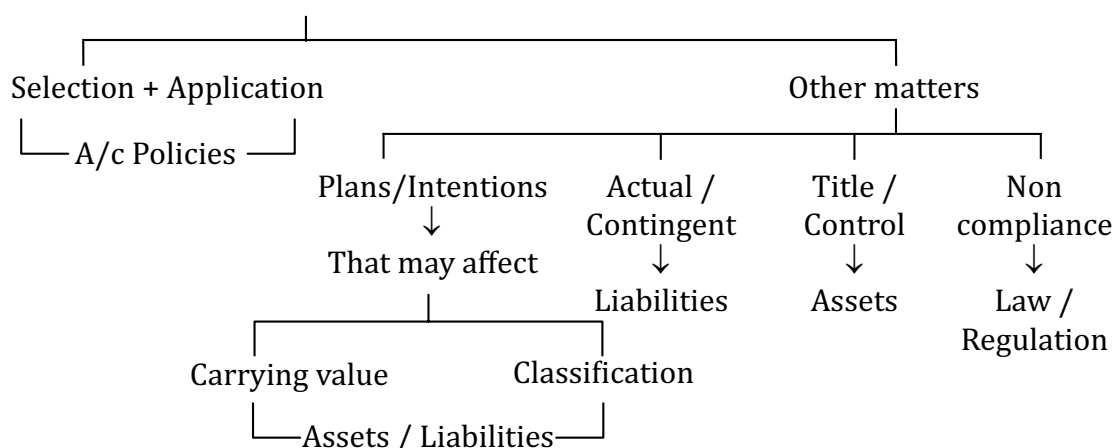 Selection + Application
A/c Policies
Other matters
Plans/Intentions
That may affect
Carrying value
Classification
Assets / Liabilities
Actual /
Contingent
Liabilities
Title /
Control
Assets
Non
compliance
Law /
Regulation